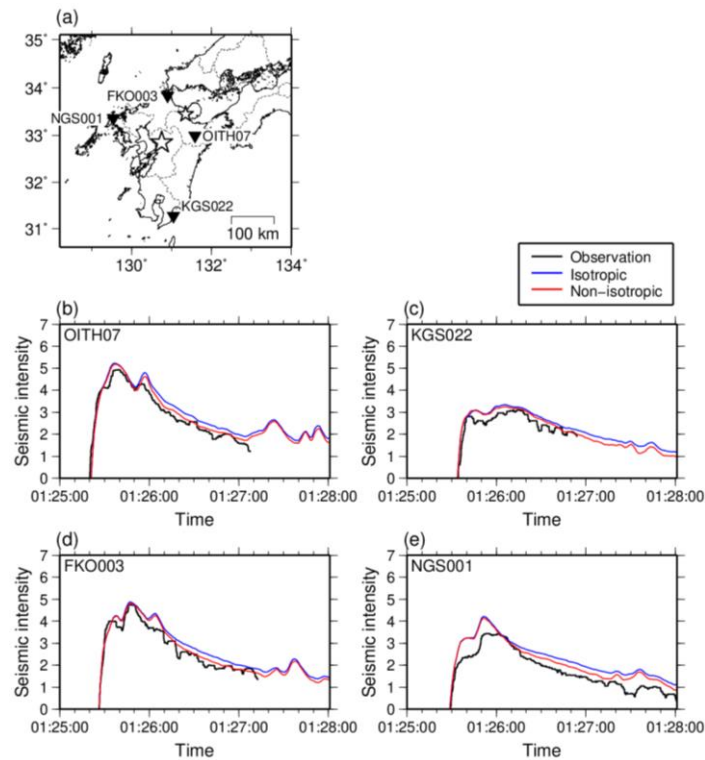 (a)
35°
34°
33°
32°
31°
FKO003
NGS001
OITH07
KGS022
100 km
130°
132°
134°
Observation
Isotropic
Non−isotropic
(b)
OITH07
Seismic intensity
7
6
5
4
3
2
1
0
01:25:00
01:26:00
01:27:00
01:28:00
Time
(c)
KGS022
Seismic intensity
7
6
5
4
3
2
1
0
01:25:00
01:26:00
01:27:00
01:28:00
Time
(d)
FKO003
Seismic intensity
7
6
5
4
3
2
1
0
01:25:00
01:26:00
01:27:00
01:28:00
Time
(e)
NGS001
Seismic intensity
7
6
5
4
3
2
1
0
01:25:00
01:26:00
01:27:00
01:28:00
Time